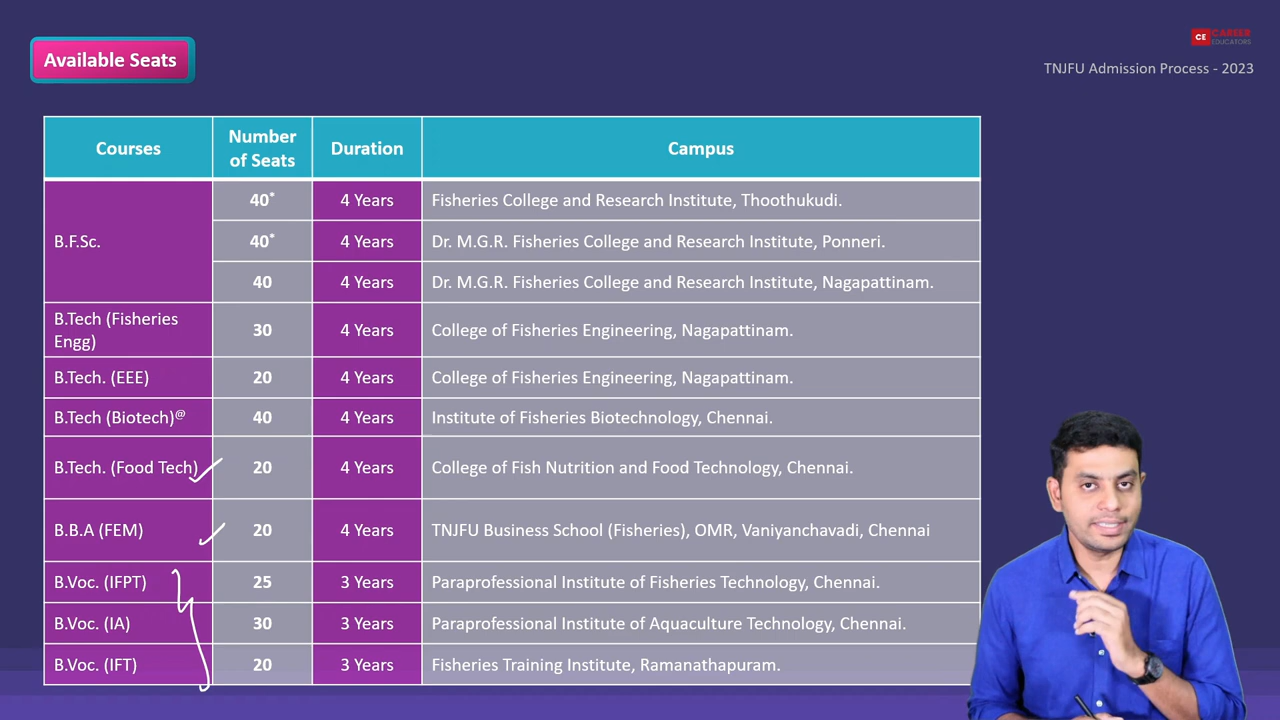 Available Seats
CE CAREER
EDUCATORS
TNJFU Admission Process - 2023
Courses
Number
of Seats
Duration
Campus
B.F.Sc.
40* 4 Years Fisheries College and Research Institute, Thoothukudi.
40* 4 Years Dr. M.G.R. Fisheries College and Research Institute, Ponneri.
40 4 Years Dr. M.G.R. Fisheries College and Research Institute, Nagapattinam.
B.Tech (Fisheries
Engg)
30 4 Years College of Fisheries Engineering, Nagapattinam.
B.Tech. (EEE) 20 4 Years College of Fisheries Engineering, Nagapattinam.
B.Tech (Biotech)@ 40 4 Years Institute of Fisheries Biotechnology, Chennai.
B.Tech. (Food Tech) 20 4 Years College of Fish Nutrition and Food Technology, Chennai.
B.B.A (FEM) 20 4 Years TNJFU Business School (Fisheries), OMR, Vaniyanchavadi, Chennai
B.Voc. (IFPT) 25 3 Years Paraprofessional Institute of Fisheries Technology, Chennai.
B.Voc. (IA) 30 3 Years Paraprofessional Institute of Aquaculture Technology, Chennai.
B.Voc. (IFT) 20 3 Years Fisheries Training Institute, Ramanathapuram.